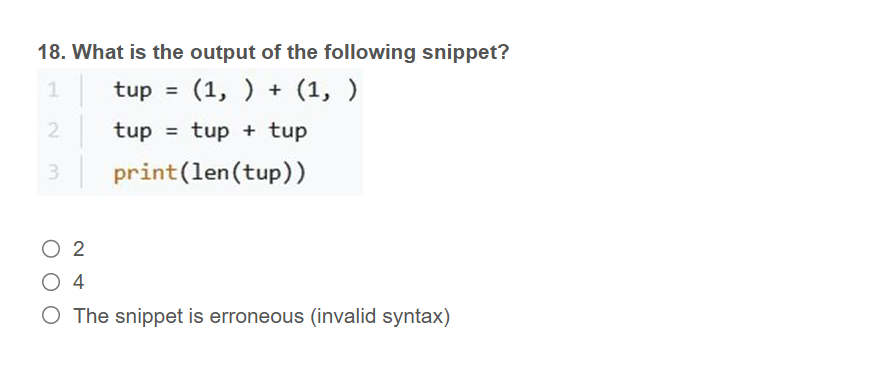 18. What is the output of the following snippet?
1 tup = (1, ) + (1, )
2 tup = tup + tup
3 print(len(tup))
2
4
The snippet is erroneous (invalid syntax)